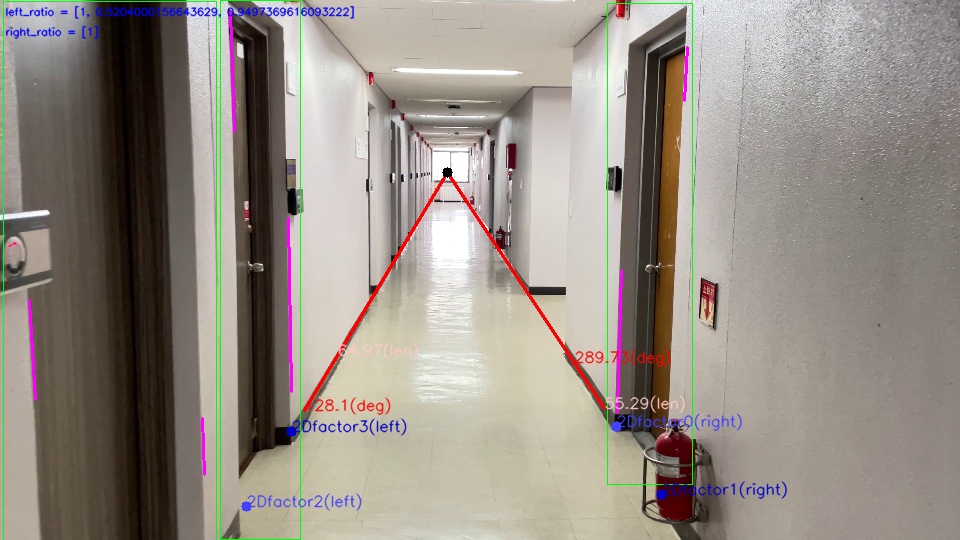 left_ratio = [1, 0.5204000156643629, 0.9497369616093222]
right_ratio = [1]
64.97(len)
289.73(deg)
28.1(deg)
55.29(len)
2Dfactor3(left)
2Dfactor0(right)
2Dfactor2(left)
2Dfactor1(right)